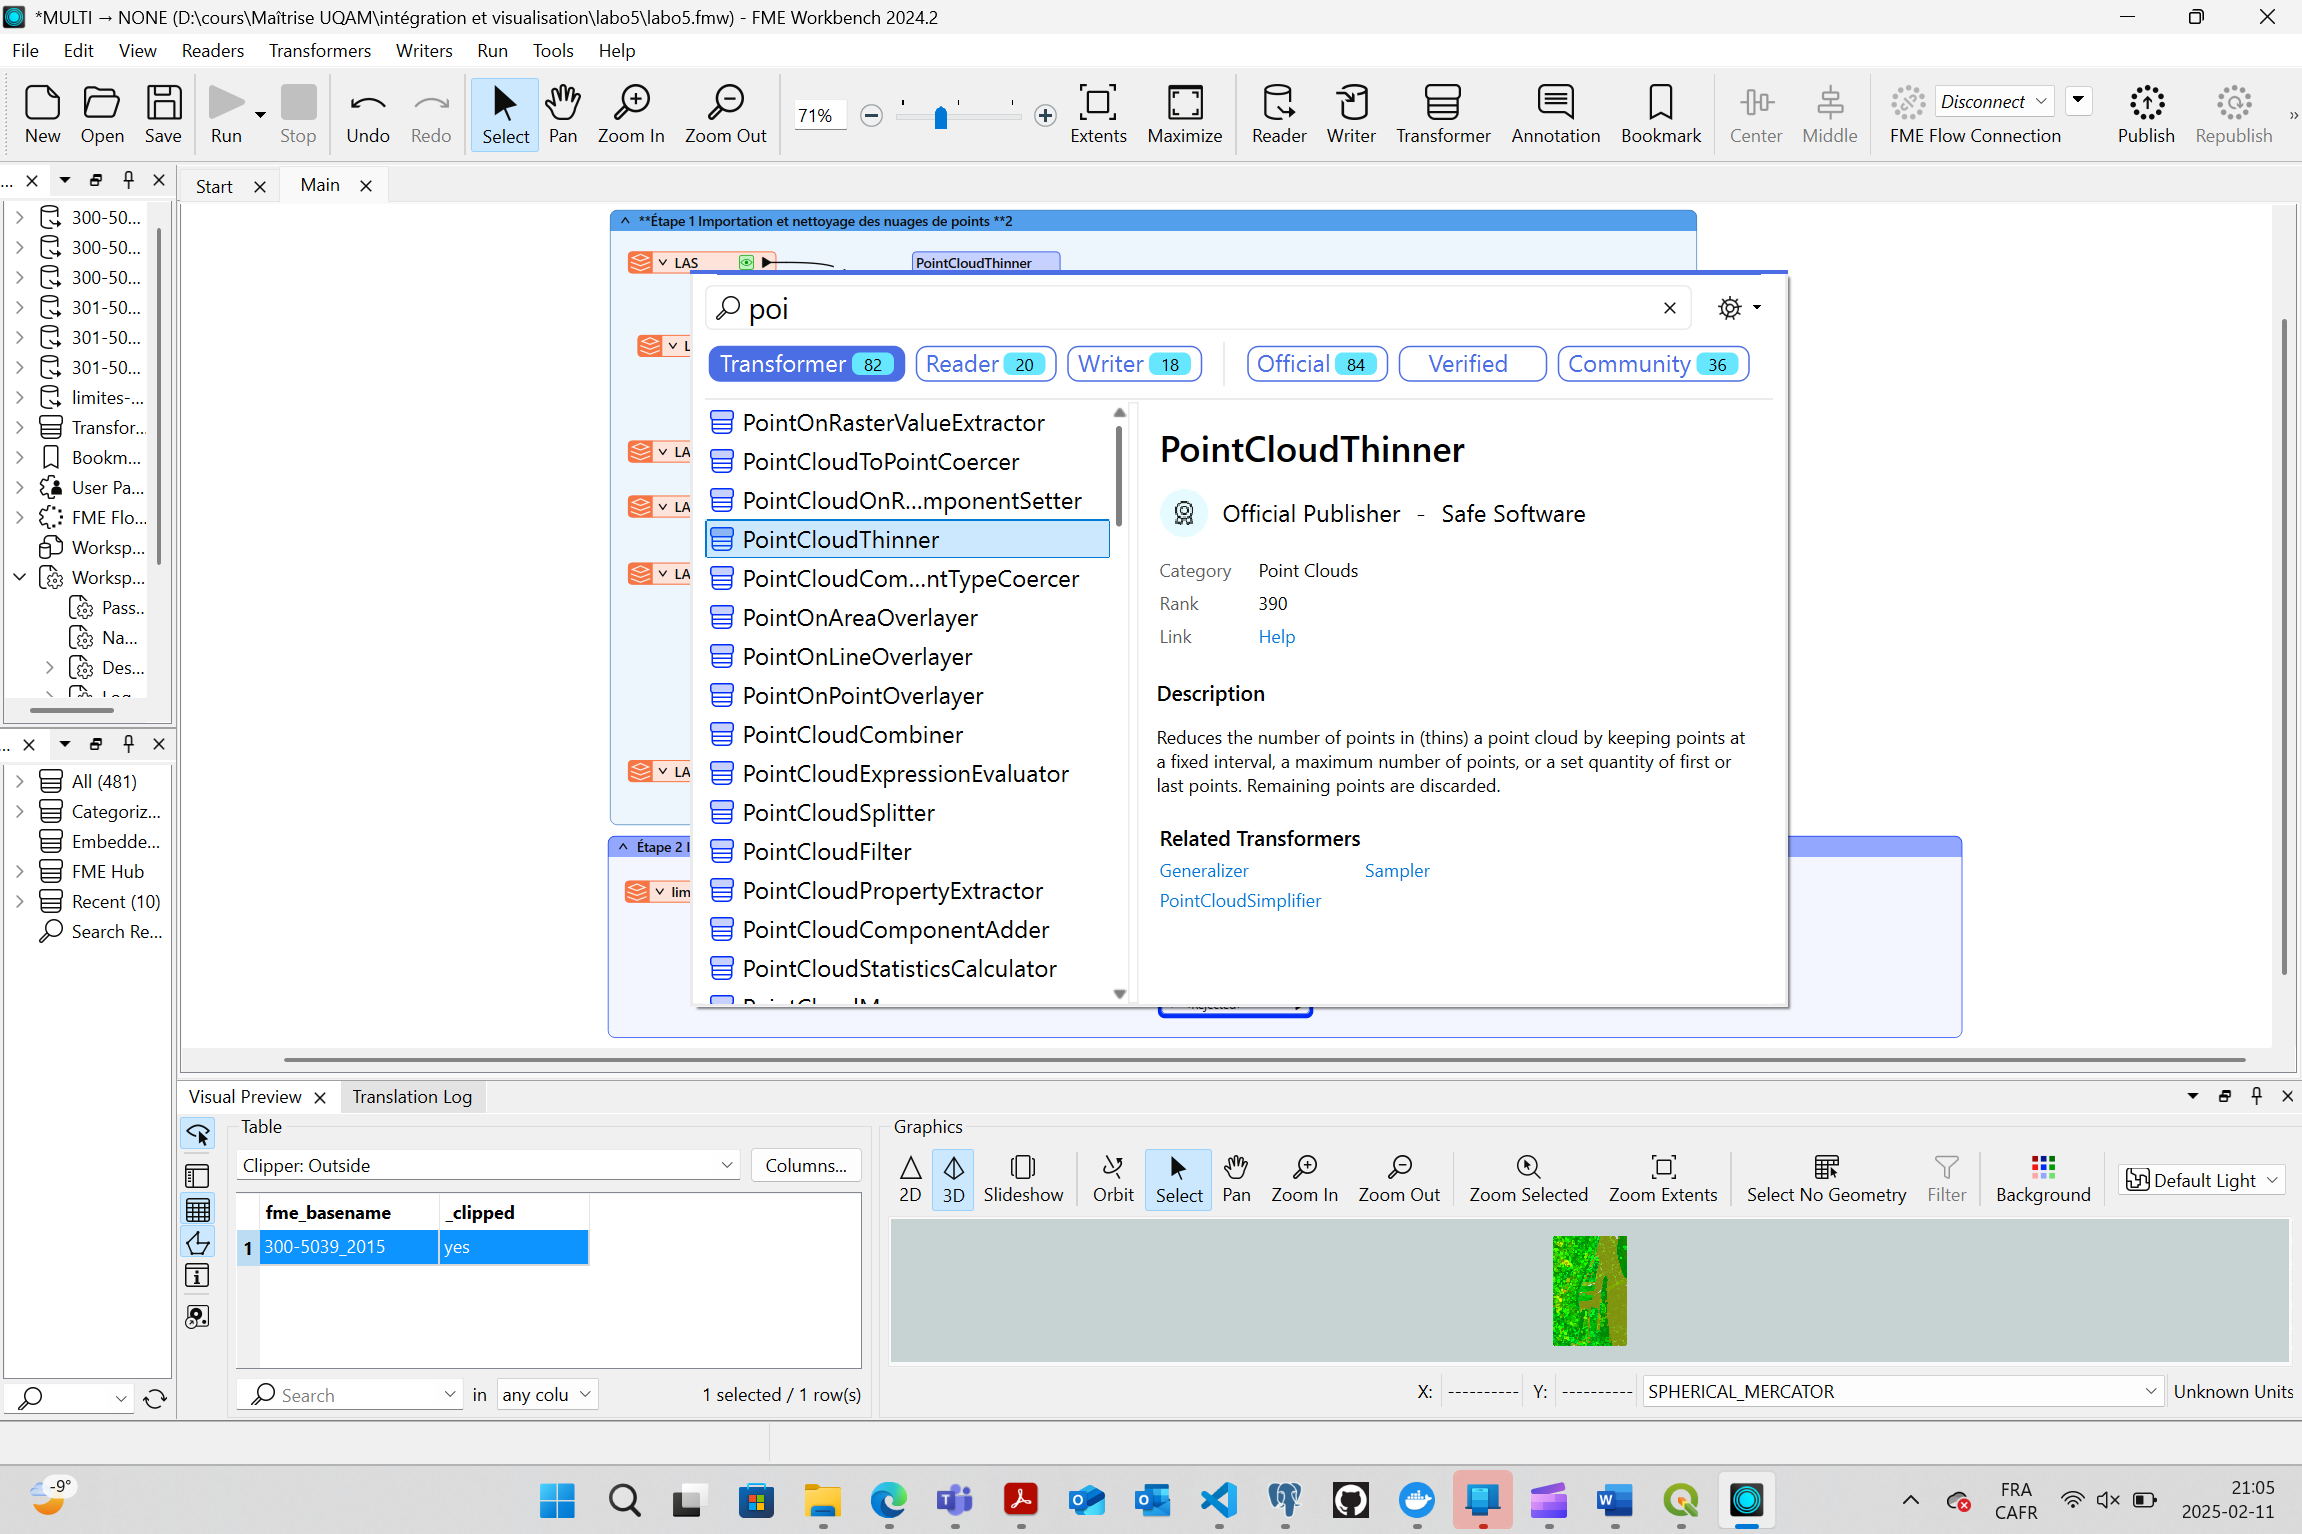 *MULTI → NONE (D:\cours\Maîtrise UQAM\intégration et visualisation\labo5\labo5.fmw) - FME Workbench 2024.2
File Edit View Readers Transformers Writers Run Tools Help
New Open Save Run Stop Undo Redo Select Pan Zoom In Zoom Out 71% Extents Maximize Reader Writer Transformer Annotation Bookmark Center Middle Disconnect FME Flow Connection Publish Republish
Start Main
300-50...
300-50...
300-50...
301-50...
301-50...
301-50...
limites-...
Transfor...
Bookm...
User Pa...
FME Flo...
Worksp...
Worksp...
Pass...
Na...
Des...
All (481)
Categoriz...
Embedde...
FME Hub
Recent (10)
Search Re...
**Étape 1 Importation et nettoyage des nuages de points **2
LAS
PointCloudThinner
L
LA
LA
LA
LA
Étape 2 I
lim
poi
Transformer 82 Reader 20 Writer 18 Official 84 Verified Community 36
PointOnRasterValueExtractor
PointCloudToPointCoercer
PointCloudOnR...mponentSetter
PointCloudThinner
PointCloudCom...ntTypeCoercer
PointOnAreaOverlayer
PointOnLineOverlayer
PointOnPointOverlayer
PointCloudCombiner
PointCloudExpressionEvaluator
PointCloudSplitter
PointCloudFilter
PointCloudPropertyExtractor
PointCloudComponentAdder
PointCloudStatisticsCalculator
PointCloudThinner
Official Publisher - Safe Software
Category Point Clouds
Rank 390
Link Help
Description
Reduces the number of points in (thins) a point cloud by keeping points at
a fixed interval, a maximum number of points, or a set quantity of first or
last points. Remaining points are discarded.
Related Transformers
Generalizer Sampler
PointCloudSimplifier
Visual Preview Translation Log
Table
Clipper: Outside Columns...
fme_basename _clipped
1 300-5039_2015 yes
Search in any colu 1 selected / 1 row(s)
Graphics
2D 3D Slideshow Orbit Select Pan Zoom In Zoom Out Zoom Selected Zoom Extents Select No Geometry Filter Background Default Light
X: ---------- Y: ---------- SPHERICAL_MERCATOR Unknown Units
-9°
FRA
CAFR
21:05
2025-02-11